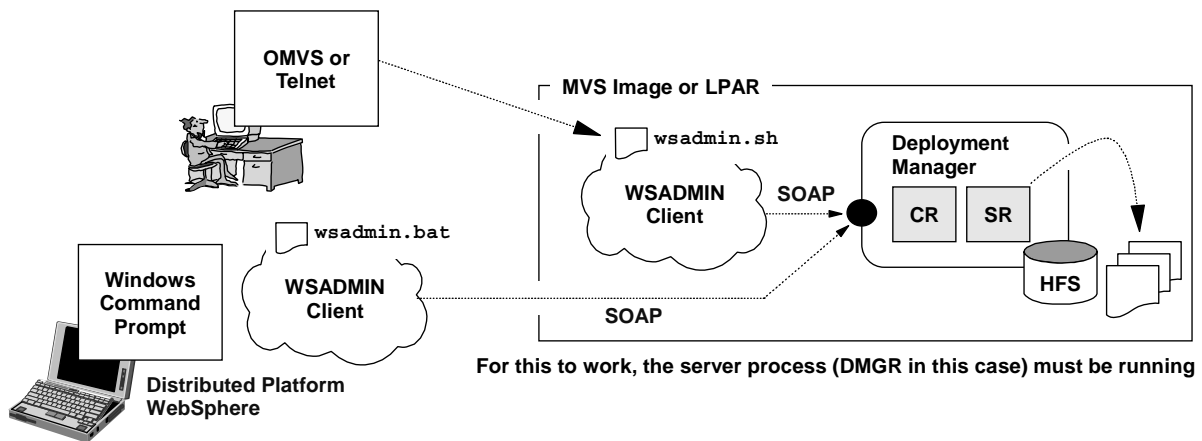 OMVS or
Telnet
MVS Image or LPAR
wsadmin.sh
WSADMIN
Client
SOAP
Deployment
Manager
CR
SR
HFS
wsadmin.bat
WSADMIN
Client
SOAP
Windows
Command
Prompt
For this to work, the server process (DMGR in this case) must be running
Distributed Platform
WebSphere